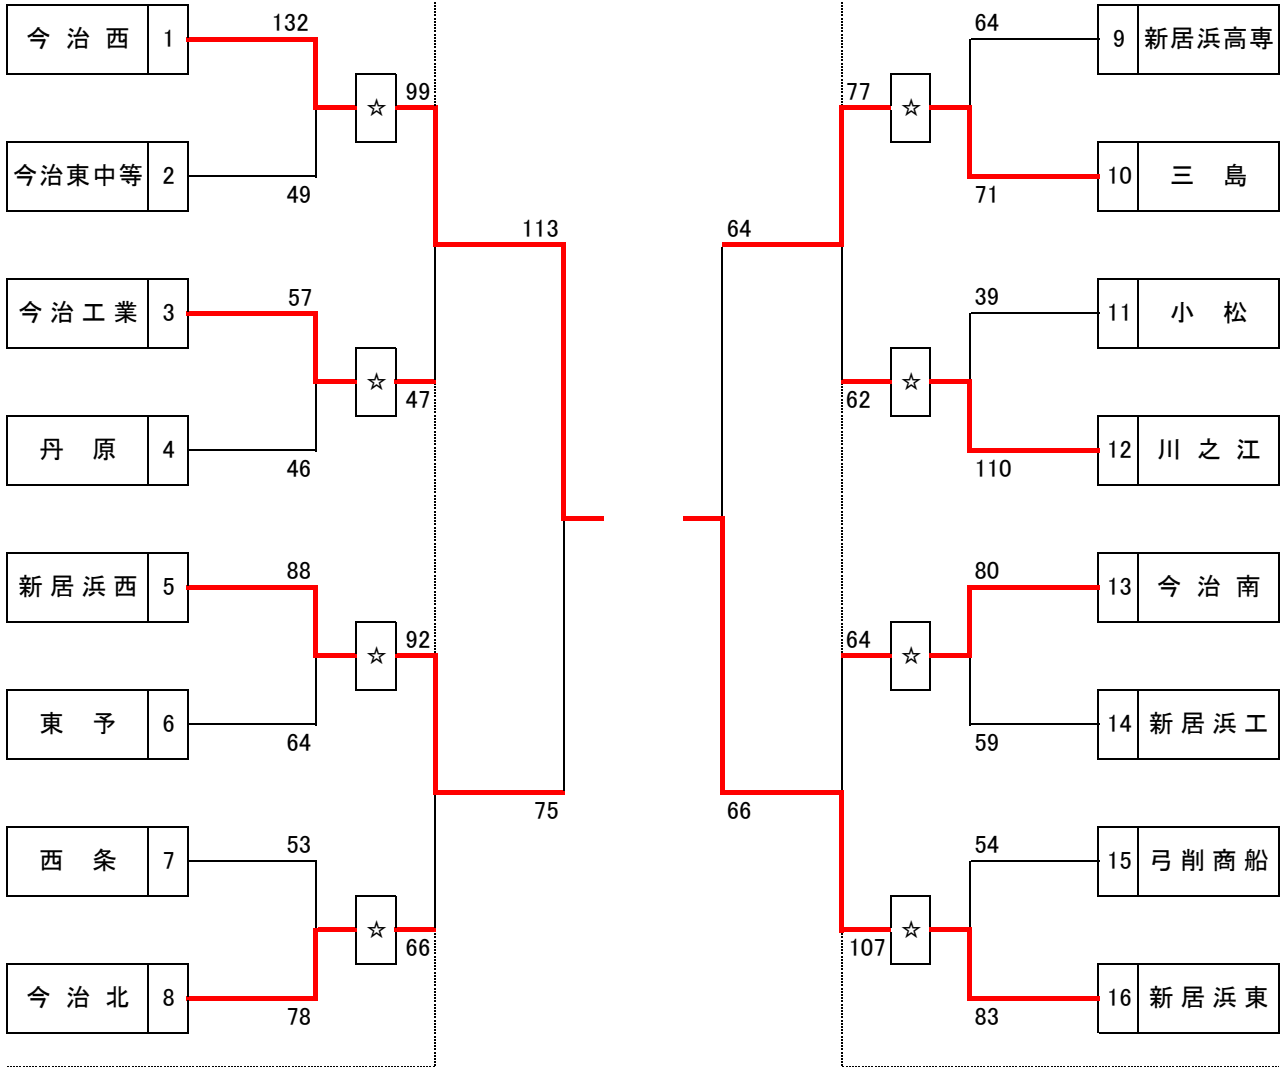 今治西 1 132
☆ 99
今治東中等 2 49
113
今治工業 3 57
☆ 47
丹原 4 46
新居浜西 5 88
☆ 92
東予 6 64
75
西条 7 53
☆ 66
今治北 8 78
64 9 新居浜高専
77 ☆
71 10 三島
64
39 11 小松
62 ☆
110 12 川之江
80 13 今治南
64 ☆
59 14 新居浜工
66
54 15 弓削商船
107 ☆
83 16 新居浜東